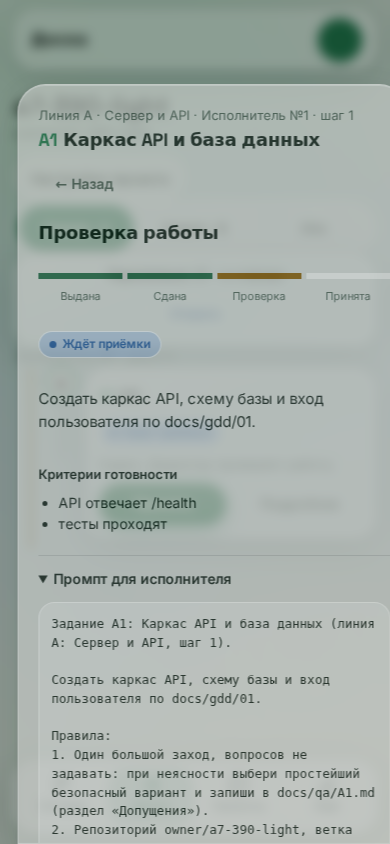 Линия A · Сервер и API · Исполнитель №1 · шаг 1
A1 Каркас API и база данных
← Назад
Проверка работы
Выдана Сдана Проверка Принята
Ждёт приёмки
Создать каркас API, схему базы и вход
пользователя по docs/gdd/01.
Критерии готовности
• API отвечает /health
• тесты проходят
▼ Промпт для исполнителя
Задание A1: Каркас API и база данных (линия
A: Сервер и API, шаг 1).
Создать каркас API, схему базы и вход
пользователя по docs/gdd/01.
Правила:
1. Один большой заход, вопросов не
задавать: при неясности выбери простейший
безопасный вариант и запиши в docs/qa/A1.md
(раздел «Допущения»).
2. Репозиторий owner/a7-390-light, ветка